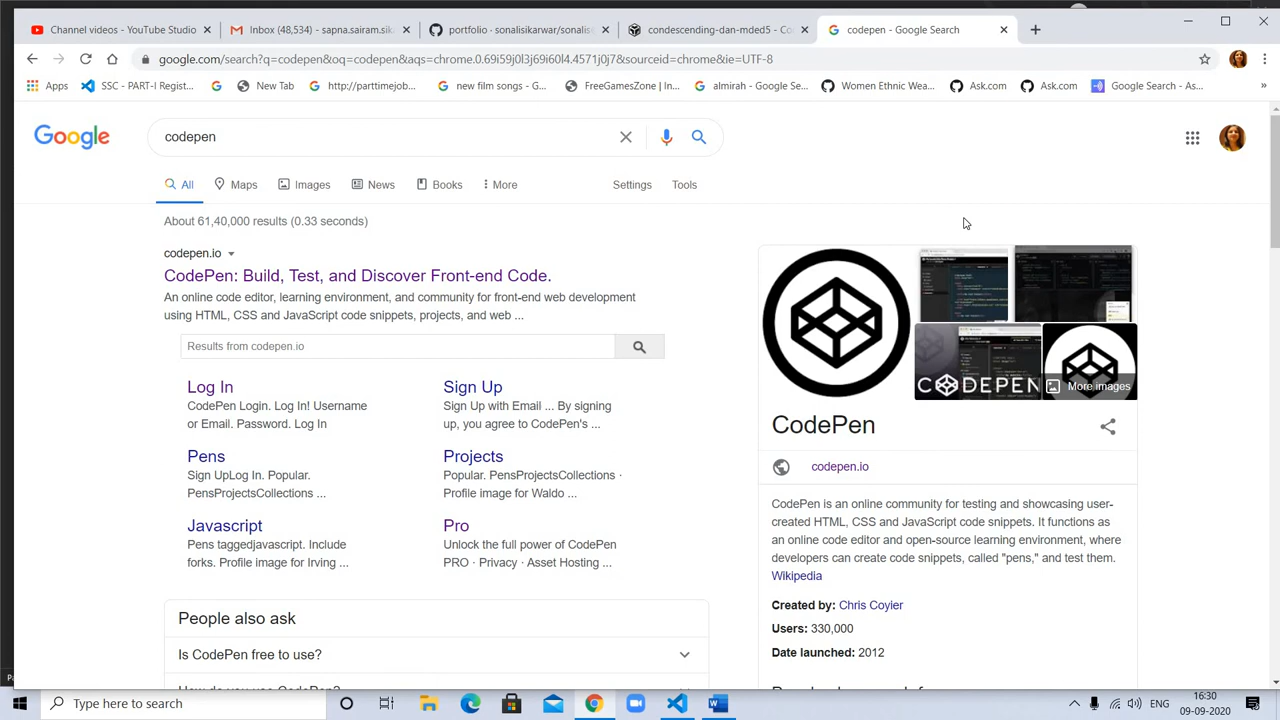 Channel videos - YouTube Studio
Inbox (48,534) - sapna.sairam.sik
portfolio · sonalisikarwar/sonalis
condescending-dan-mded5 - Co
codepen - Google Search
google.com/search?q=codepen&oq=codepen&aqs=chrome.0.69i59j0l3j69i60l4.4571j0j7&sourceid=chrome&ie=UTF-8
Apps
SSC - PART-I Regist...
New Tab
http://parttimejob...
new film songs - G...
FreeGamesZone | In...
almirah - Google Se...
Women Ethnic Wea...
Ask.com
Ask.com
Google Search - As...
»
Google
codepen
All
Maps
Images
News
Books
More
Settings
Tools
About 61,40,000 results (0.33 seconds)
codepen.io
CodePen: Build, Test, and Discover Front-end Code.
An online code editor, learning environment, and community for front-end web development
using HTML, CSS and JavaScript code snippets, projects, and web ...
Results from codepen.io
Log In
CodePen Login. Log In! Username
or Email. Password. Log In
Sign Up
Sign Up with Email ... By signing
up, you agree to CodePen's ...
Pens
Sign UpLog In. Popular.
PensProjectsCollections ...
Projects
Popular. PensProjectsCollections ·
Profile image for Waldo ...
Javascript
Pens taggedjavascript. Include
forks. Profile image for Irving ...
Pro
Unlock the full power of CodePen
PRO · Privacy · Asset Hosting ...
People also ask
Is CodePen free to use?
CODEPEN
More images
CodePen
codepen.io
CodePen is an online community for testing and showcasing user-
created HTML, CSS and JavaScript code snippets. It functions as
an online code editor and open-source learning environment, where
developers can create code snippets, called "pens," and test them.
Wikipedia
Created by: Chris Coyier
Users: 330,000
Date launched: 2012
Type here to search
ENG
16:30
09-09-2020